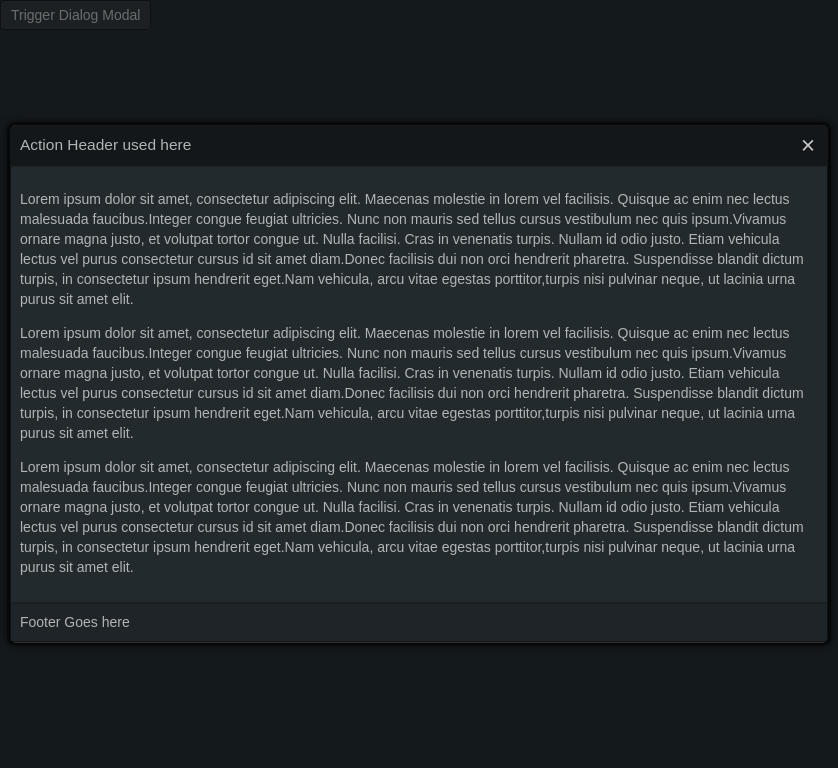 Trigger Dialog Modal
Action Header used here
Lorem ipsum dolor sit amet, consectetur adipiscing elit. Maecenas molestie in lorem vel facilisis. Quisque ac enim nec lectus
malesuada faucibus.Integer congue feugiat ultricies. Nunc non mauris sed tellus cursus vestibulum nec quis ipsum.Vivamus
ornare magna justo, et volutpat tortor congue ut. Nulla facilisi. Cras in venenatis turpis. Nullam id odio justo. Etiam vehicula
lectus vel purus consectetur cursus id sit amet diam.Donec facilisis dui non orci hendrerit pharetra. Suspendisse blandit dictum
turpis, in consectetur ipsum hendrerit eget.Nam vehicula, arcu vitae egestas porttitor,turpis nisi pulvinar neque, ut lacinia urna
purus sit amet elit.
Lorem ipsum dolor sit amet, consectetur adipiscing elit. Maecenas molestie in lorem vel facilisis. Quisque ac enim nec lectus
malesuada faucibus.Integer congue feugiat ultricies. Nunc non mauris sed tellus cursus vestibulum nec quis ipsum.Vivamus
ornare magna justo, et volutpat tortor congue ut. Nulla facilisi. Cras in venenatis turpis. Nullam id odio justo. Etiam vehicula
lectus vel purus consectetur cursus id sit amet diam.Donec facilisis dui non orci hendrerit pharetra. Suspendisse blandit dictum
turpis, in consectetur ipsum hendrerit eget.Nam vehicula, arcu vitae egestas porttitor,turpis nisi pulvinar neque, ut lacinia urna
purus sit amet elit.
Lorem ipsum dolor sit amet, consectetur adipiscing elit. Maecenas molestie in lorem vel facilisis. Quisque ac enim nec lectus
malesuada faucibus.Integer congue feugiat ultricies. Nunc non mauris sed tellus cursus vestibulum nec quis ipsum.Vivamus
ornare magna justo, et volutpat tortor congue ut. Nulla facilisi. Cras in venenatis turpis. Nullam id odio justo. Etiam vehicula
lectus vel purus consectetur cursus id sit amet diam.Donec facilisis dui non orci hendrerit pharetra. Suspendisse blandit dictum
turpis, in consectetur ipsum hendrerit eget.Nam vehicula, arcu vitae egestas porttitor,turpis nisi pulvinar neque, ut lacinia urna
purus sit amet elit.
Footer Goes here